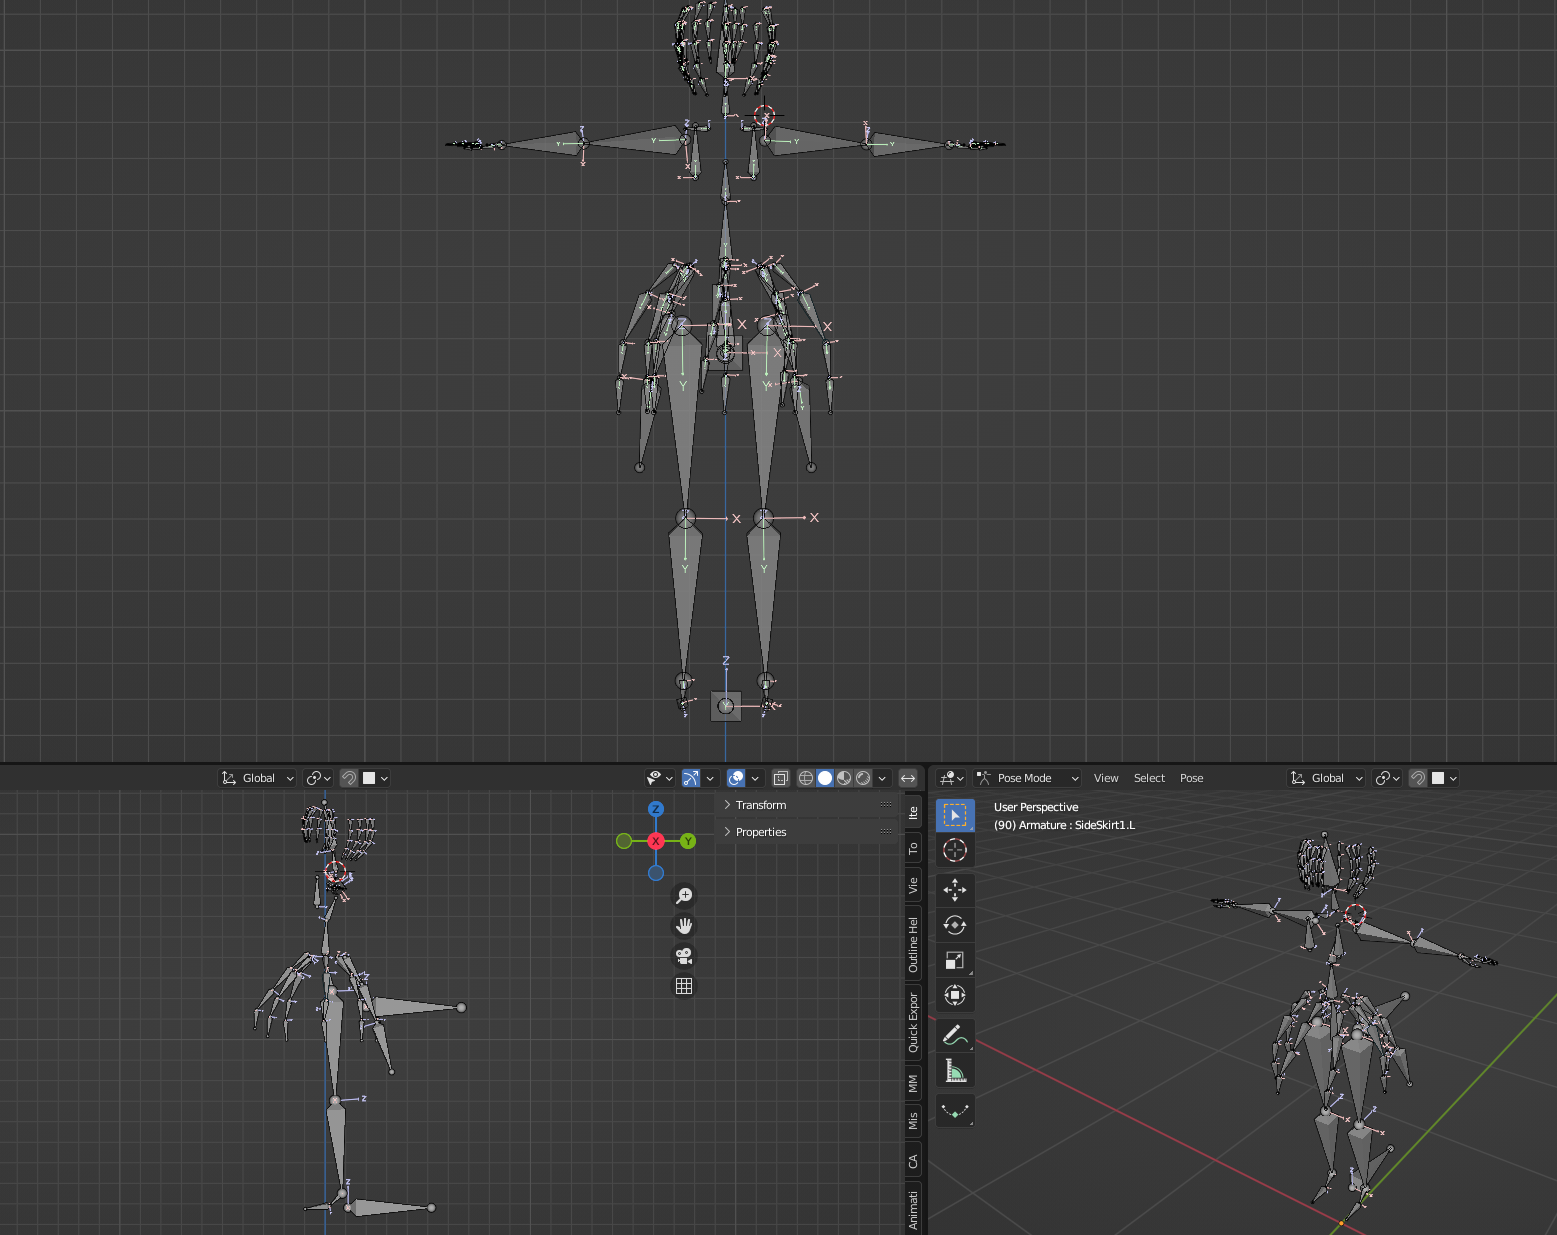 X
X
X
Y
Y
X
X
Y
Y
Z
Y
Global
Pose Mode
View
Select
Pose
Global
Transform
Properties
Z
X
Y
Ite
To
Vie
Outline Hel
Quick Expor
MM
Mis
CA
Animati
User Perspective
(90) Armature : SideSkirt1.L